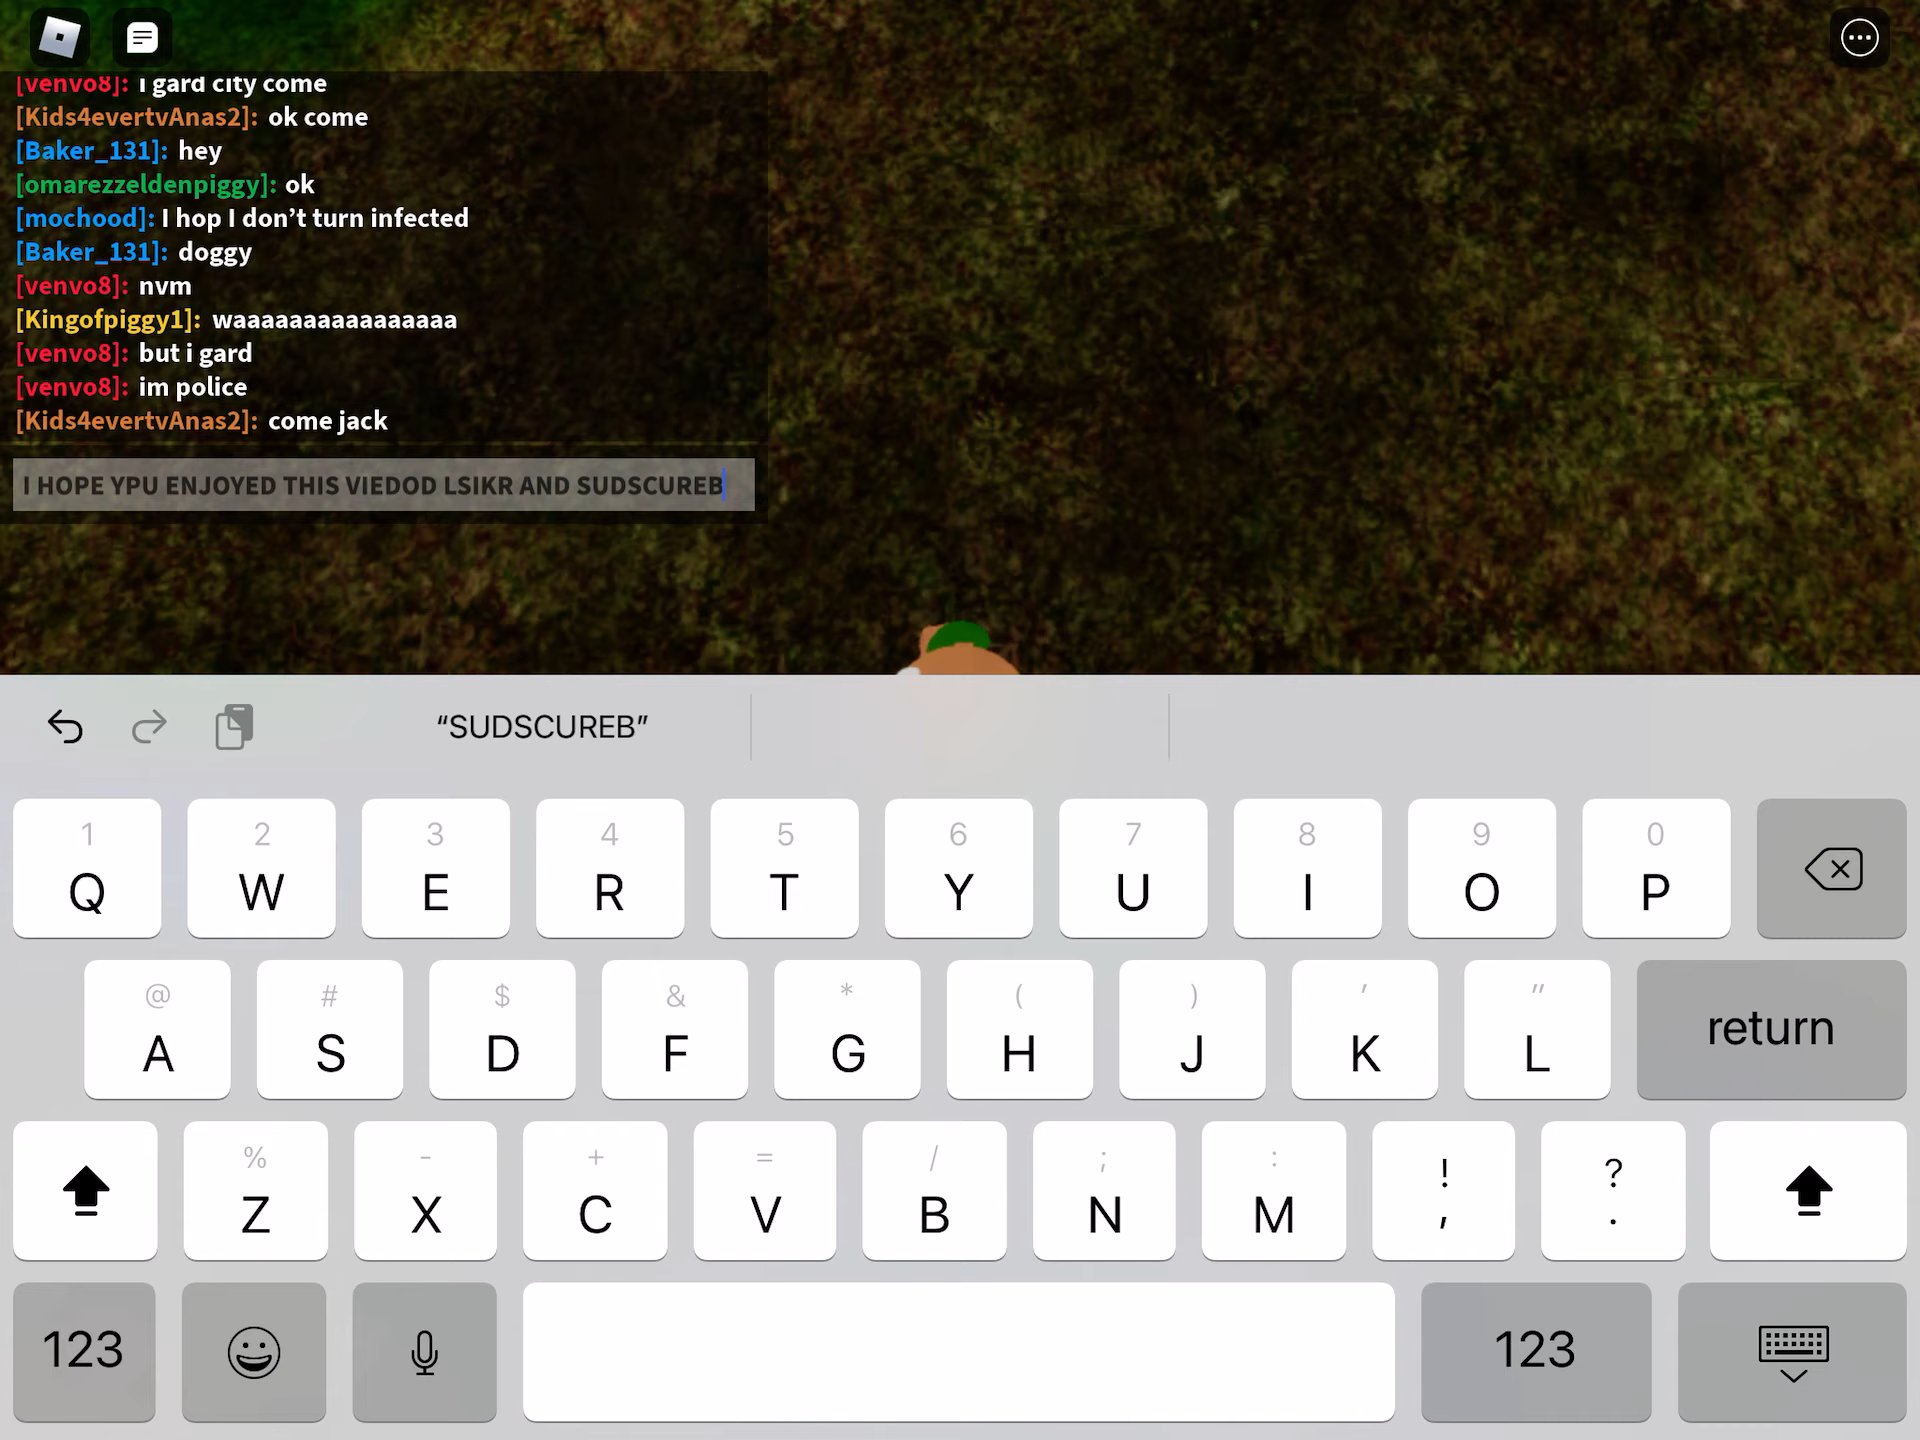 [venvo8]: I gard city come
[Kids4evertvAnas2]: ok come
[Baker_131]: hey
[omarezzeldenpiggy]: ok
[mochood]: I hop I don’t turn infected
[Baker_131]: doggy
[venvo8]: nvm
[Kingofpiggy1]: waaaaaaaaaaaaaaaa
[venvo8]: but i gard
[venvo8]: im police
[Kids4evertvAnas2]: come jack
I HOPE YPU ENJOYED THIS VIEDOD LSIKR AND SUDSCUREB
“SUDSCUREB”
1 2 3 4 5 6 7 8 9 0
Q W E R T Y U I O P
@ # $ & * ( ) ' "
A S D F G H J K L return
% - + = / ; : ! ?
Z X C V B N M , .
123 123